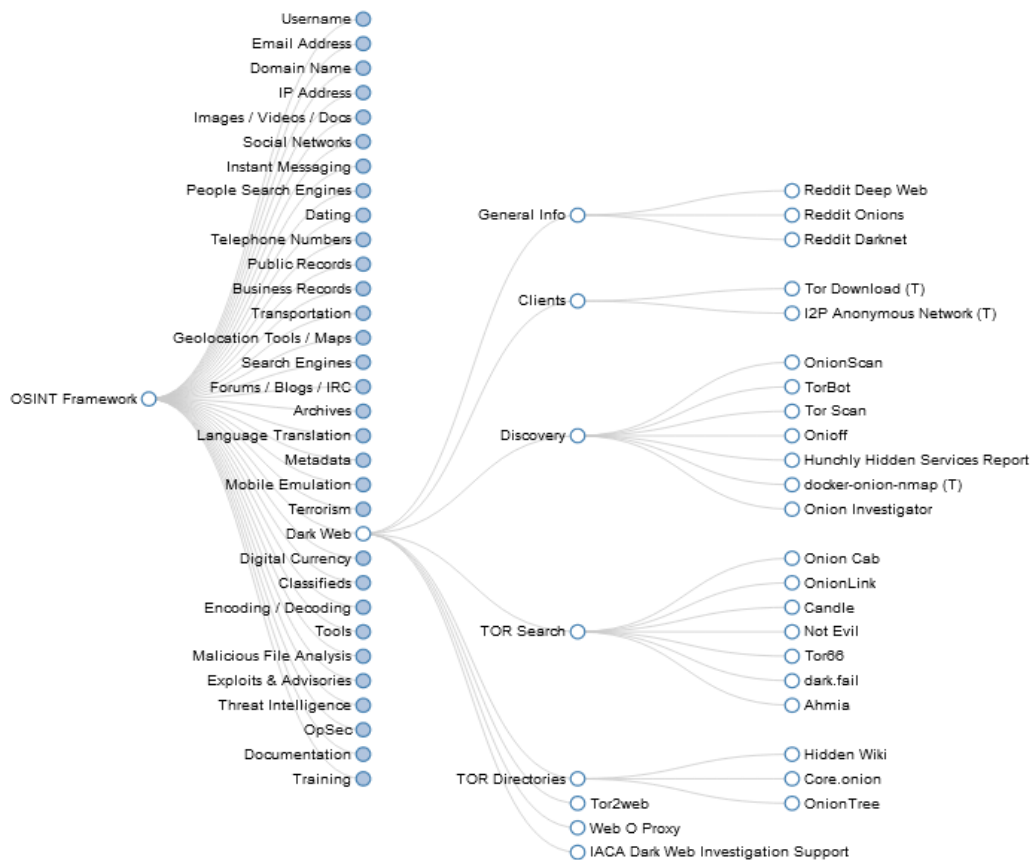 OSINT Framework
Username
Email Address
Domain Name
IP Address
Images / Videos / Docs
Social Networks
Instant Messaging
People Search Engines
Dating
Telephone Numbers
Public Records
Business Records
Transportation
Geolocation Tools / Maps
Search Engines
Forums / Blogs / IRC
Archives
Language Translation
Metadata
Mobile Emulation
Terrorism
Dark Web
Digital Currency
Classifieds
Encoding / Decoding
Tools
Malicious File Analysis
Exploits & Advisories
Threat Intelligence
OpSec
Documentation
Training
General Info
Reddit Deep Web
Reddit Onions
Reddit Darknet
Clients
Tor Download (T)
I2P Anonymous Network (T)
Discovery
OnionScan
TorBot
Tor Scan
Onioff
Hunchly Hidden Services Report
docker-onion-nmap (T)
Onion Investigator
TOR Search
Onion Cab
OnionLink
Candle
Not Evil
Tor66
dark.fail
Ahmia
TOR Directories
Hidden Wiki
Core.onion
OnionTree
Tor2web
Web O Proxy
IACA Dark Web Investigation Support